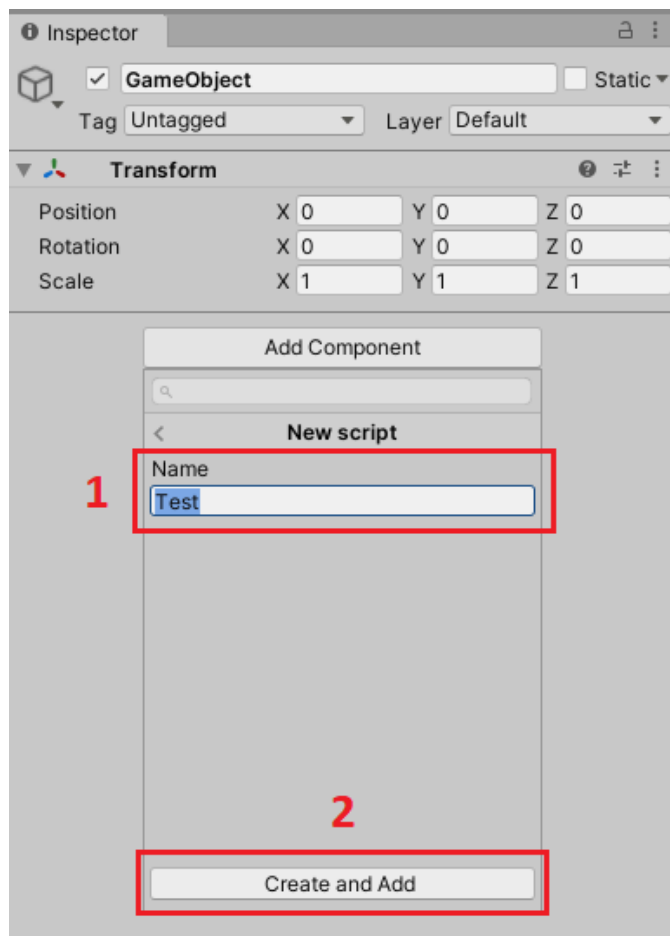 Inspector
GameObject Static
Tag Untagged Layer Default
Transform
Position X 0 Y 0 Z 0
Rotation X 0 Y 0 Z 0
Scale X 1 Y 1 Z 1
Add Component
< New script
Name
1 Test
2
Create and Add